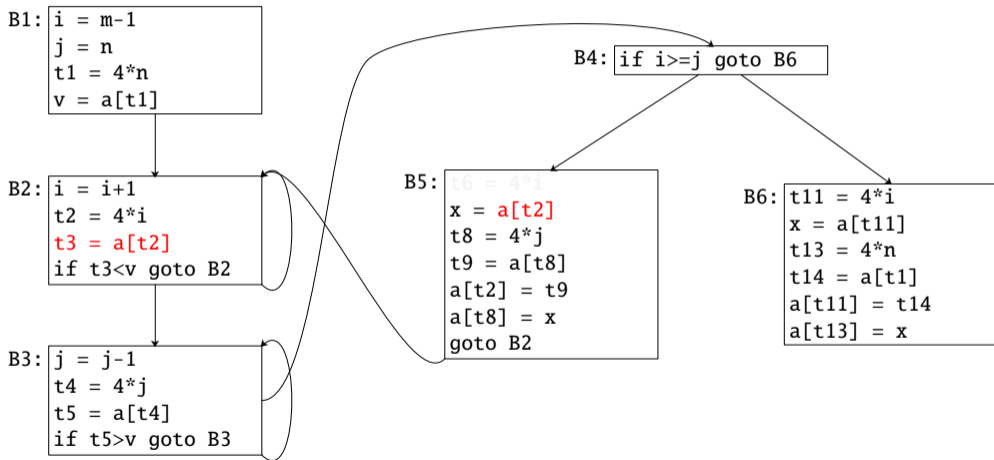 B1: i = m-1
j = n
t1 = 4*n
v = a[t1]
B2: i = i+1
t2 = 4*i
t3 = a[t2]
if t3<v goto B2
B3: j = j-1
t4 = 4*j
t5 = a[t4]
if t5>v goto B3
B4: if i>=j goto B6
B5: t6 = 4*i
x = a[t2]
t8 = 4*j
t9 = a[t8]
a[t2] = t9
a[t8] = x
goto B2
B6: t11 = 4*i
x = a[t11]
t13 = 4*n
t14 = a[t1]
a[t11] = t14
a[t13] = x